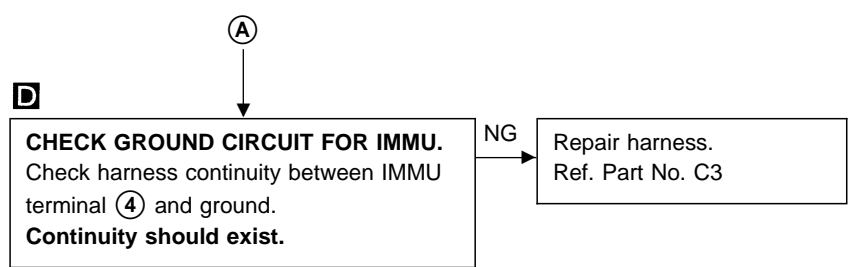 A
D
CHECK GROUND CIRCUIT FOR IMMU.
Check harness continuity between IMMU
terminal ④ and ground.
Continuity should exist.
NG
Repair harness.
Ref. Part No. C3